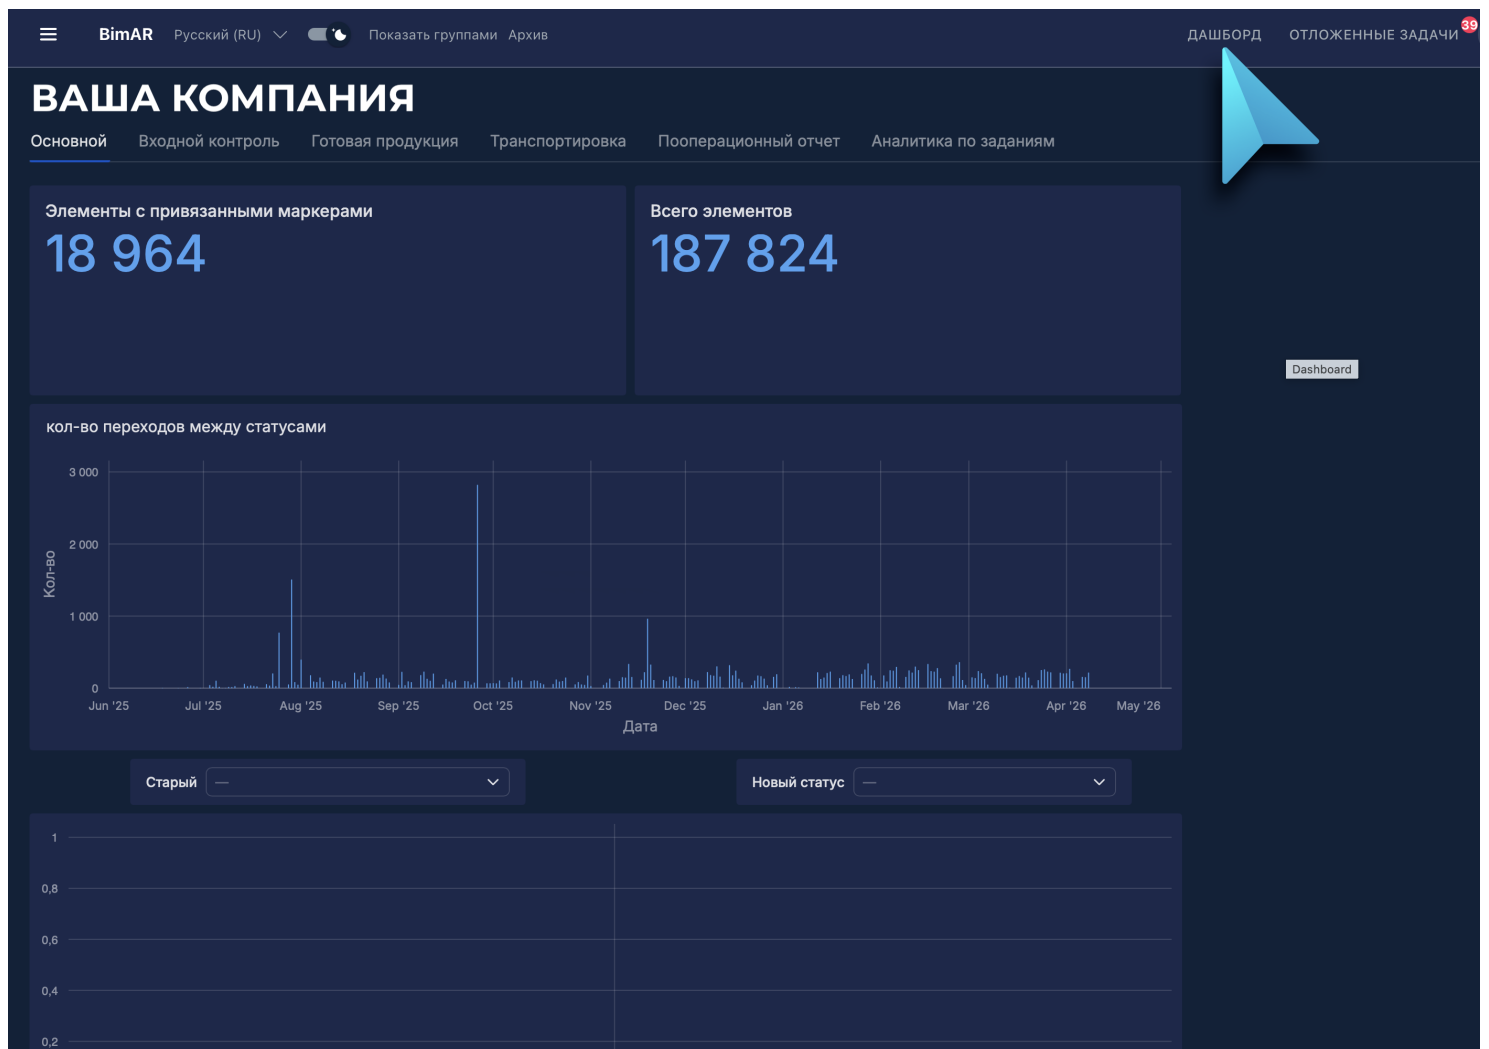 BimAR Русский (RU) Показать группами Архив ДАШБОРД ОТЛОЖЕННЫЕ ЗАДАЧИ 39
ВАША КОМПАНИЯ
Основной Входной контроль Готовая продукция Транспортировка Пооперационный отчет Аналитика по заданиям
Элементы с привязанными маркерами
18 964
Всего элементов
187 824
Dashboard
кол-во переходов между статусами
3 000
2 000
1 000
0
Кол-во
Jun '25 Jul '25 Aug '25 Sep '25 Oct '25 Nov '25 Dec '25 Jan '26 Feb '26 Mar '26 Apr '26 May '26
Дата
Старый —
Новый статус —
1
0,8
0,6
0,4
0,2